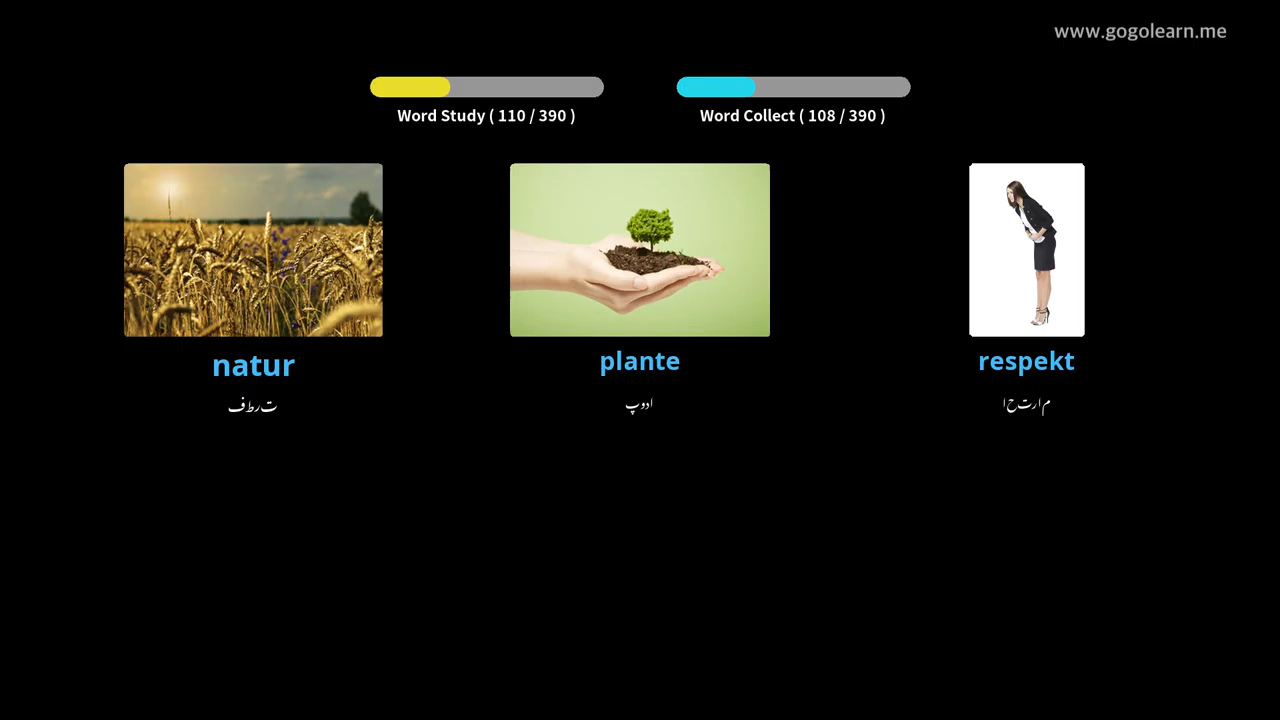 www.gogolearn.me
Word Study ( 110 / 390 )
Word Collect ( 108 / 390 )
natur
plante
respekt
فطرت
پودا
احترام